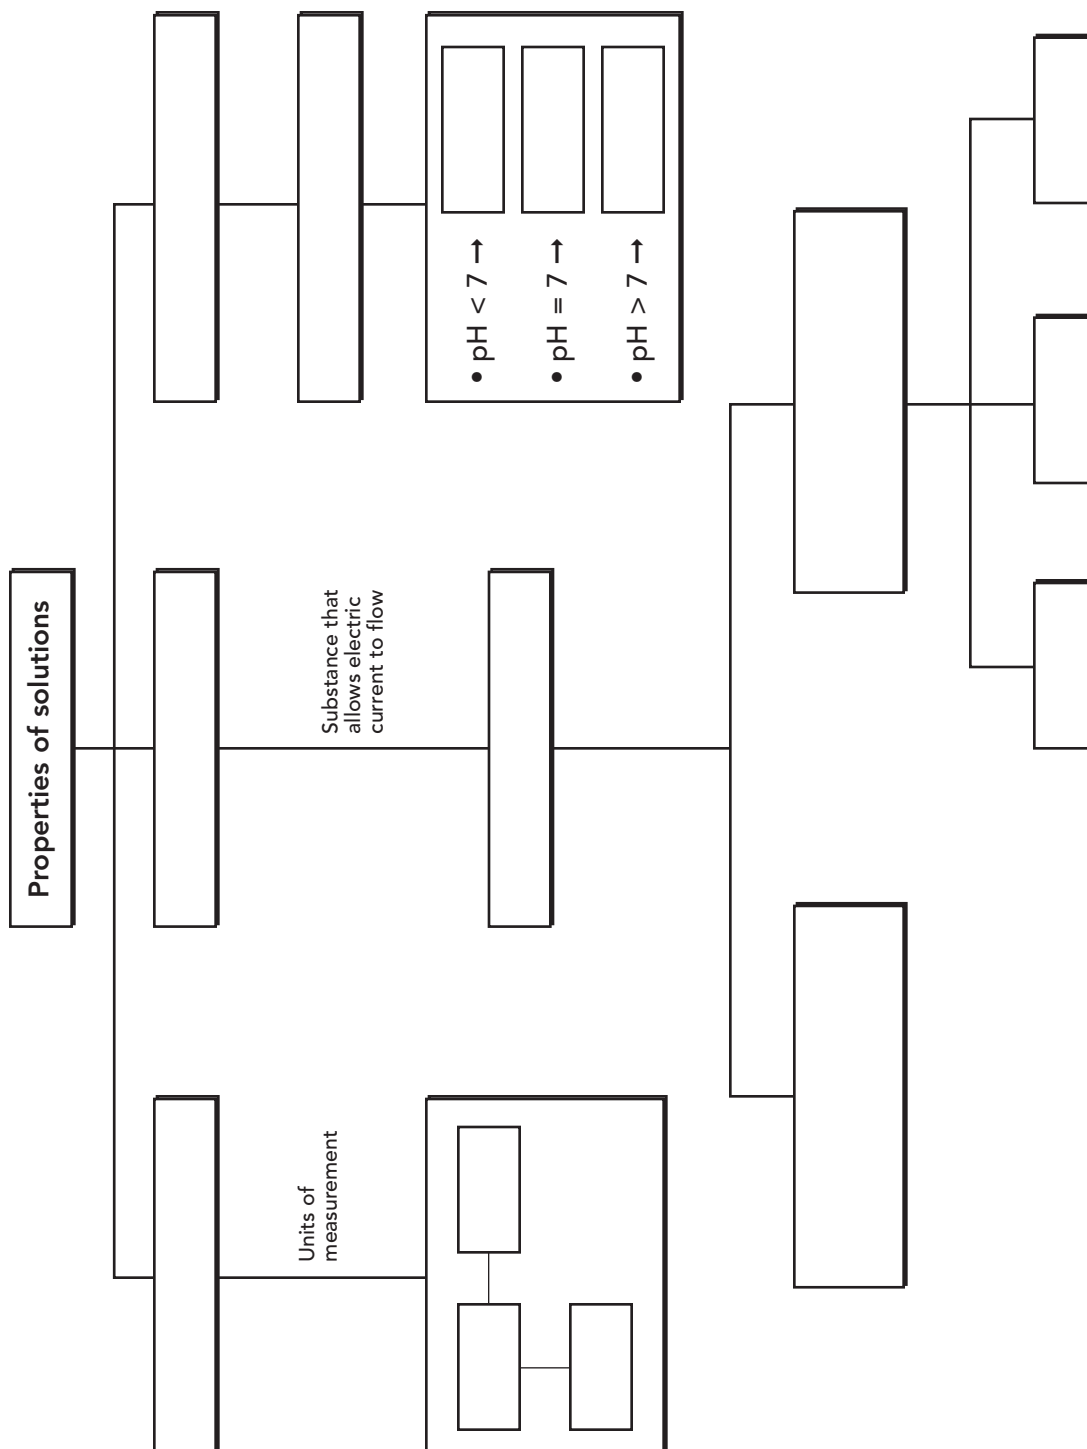 Properties of solutions
Units of
measurement
Substance that
allows electric
current to flow
• pH < 7 →
• pH = 7 →
• pH > 7 →